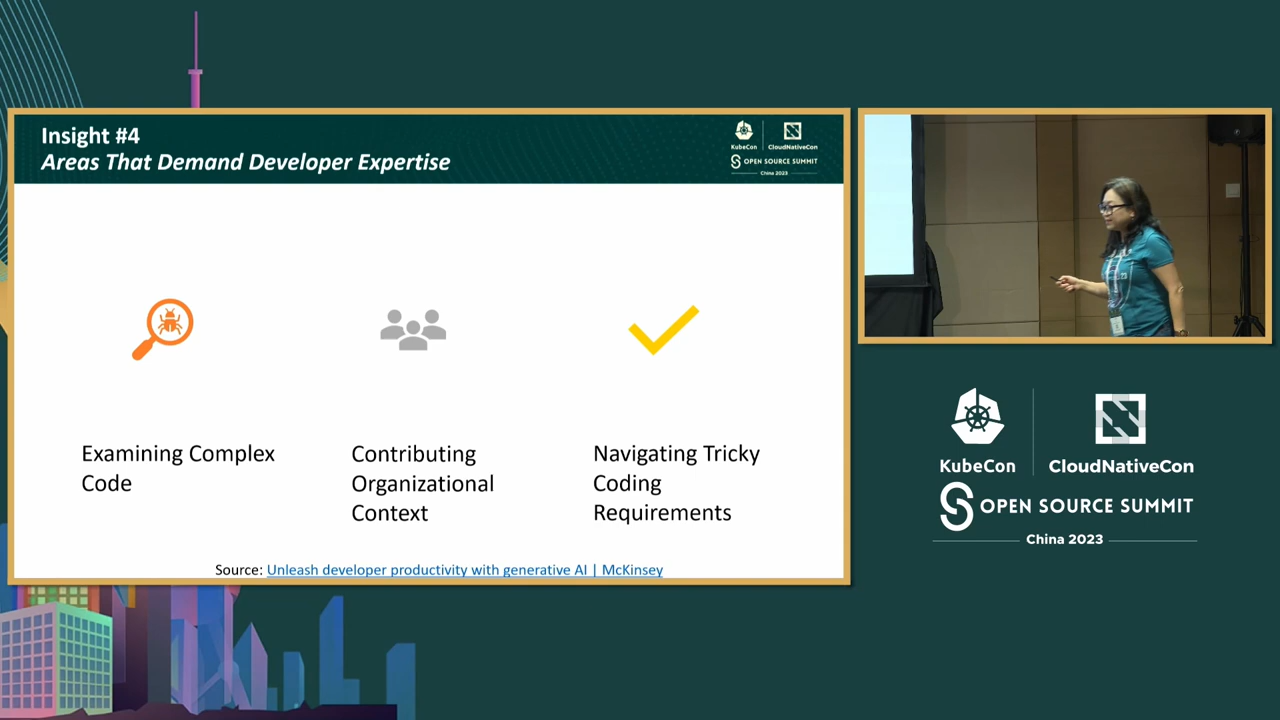 Insight #4
Areas That Demand Developer Expertise
KubeCon
CloudNativeCon
OPEN SOURCE SUMMIT
China 2023
Examining Complex
Code
Contributing
Organizational
Context
Navigating Tricky
Coding
Requirements
Source: Unleash developer productivity with generative AI | McKinsey
KubeCon
CloudNativeCon
OPEN SOURCE SUMMIT
China 2023